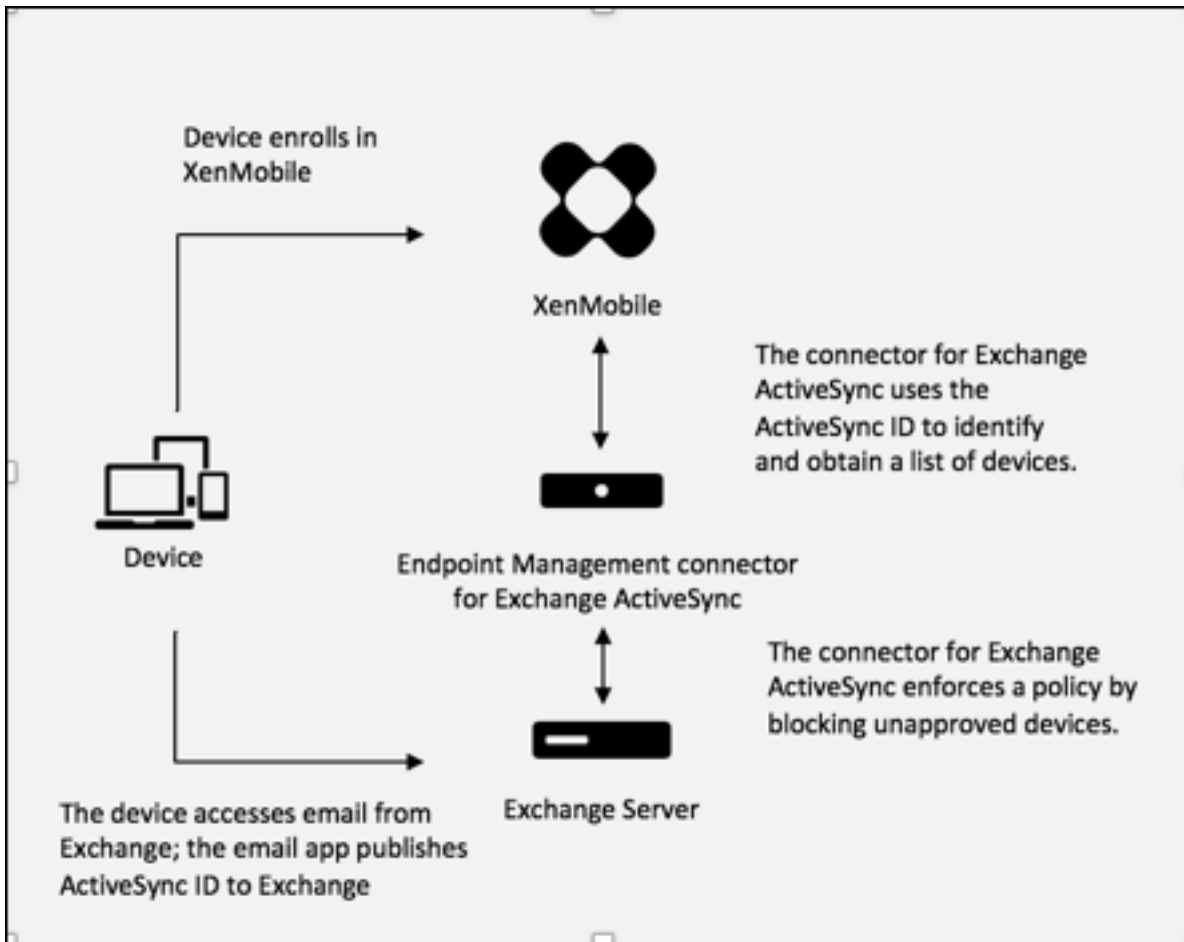 Device enrolls in
XenMobile
XenMobile
The connector for Exchange
ActiveSync uses the
ActiveSync ID to identify
and obtain a list of devices.
Device
Endpoint Management connector
for Exchange ActiveSync
The connector for Exchange
ActiveSync enforces a policy by
blocking unapproved devices.
The device accesses email from
Exchange; the email app publishes
ActiveSync ID to Exchange
Exchange Server